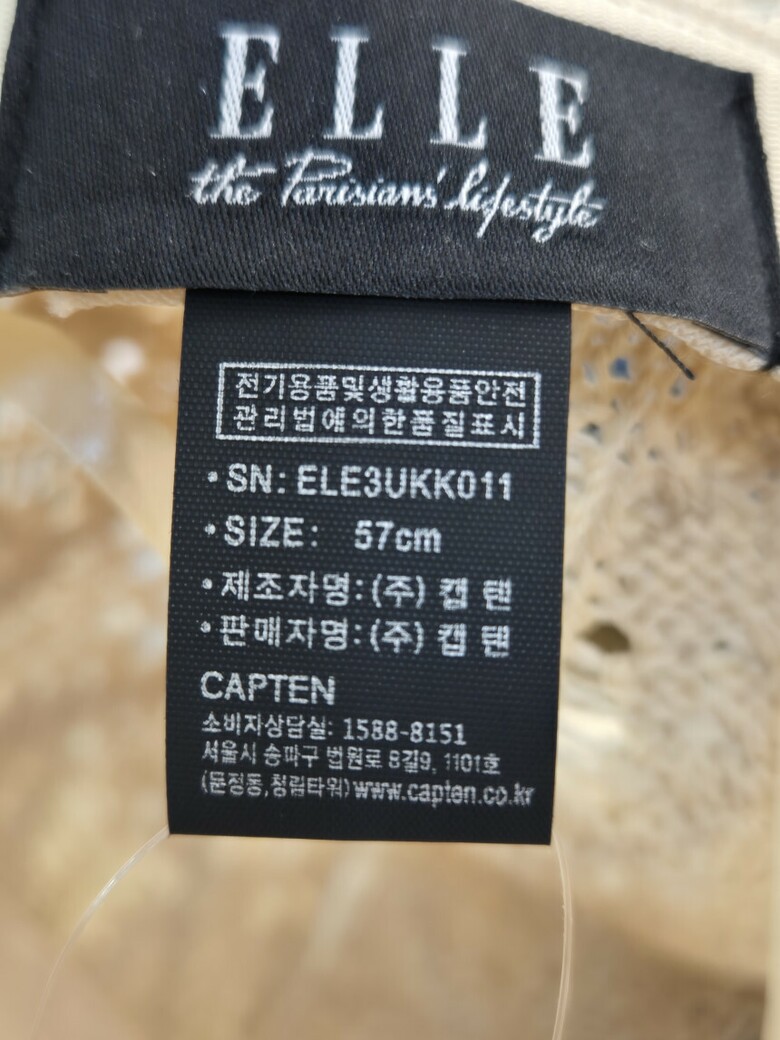 ELLE
the Parisians' lifestyle
전기용품및생활용품안전
관리법에의한품질표시
•SN: ELE3UKK011
•SIZE: 57cm
•제조자명:(주) 캡 텐
•판매자명:(주) 캡 텐
CAPTEN
소비자상담실: 1588-8151
서울시 송파구 법원로 8길9, 1101호
(문정동,청림타워)www.capten.co.kr